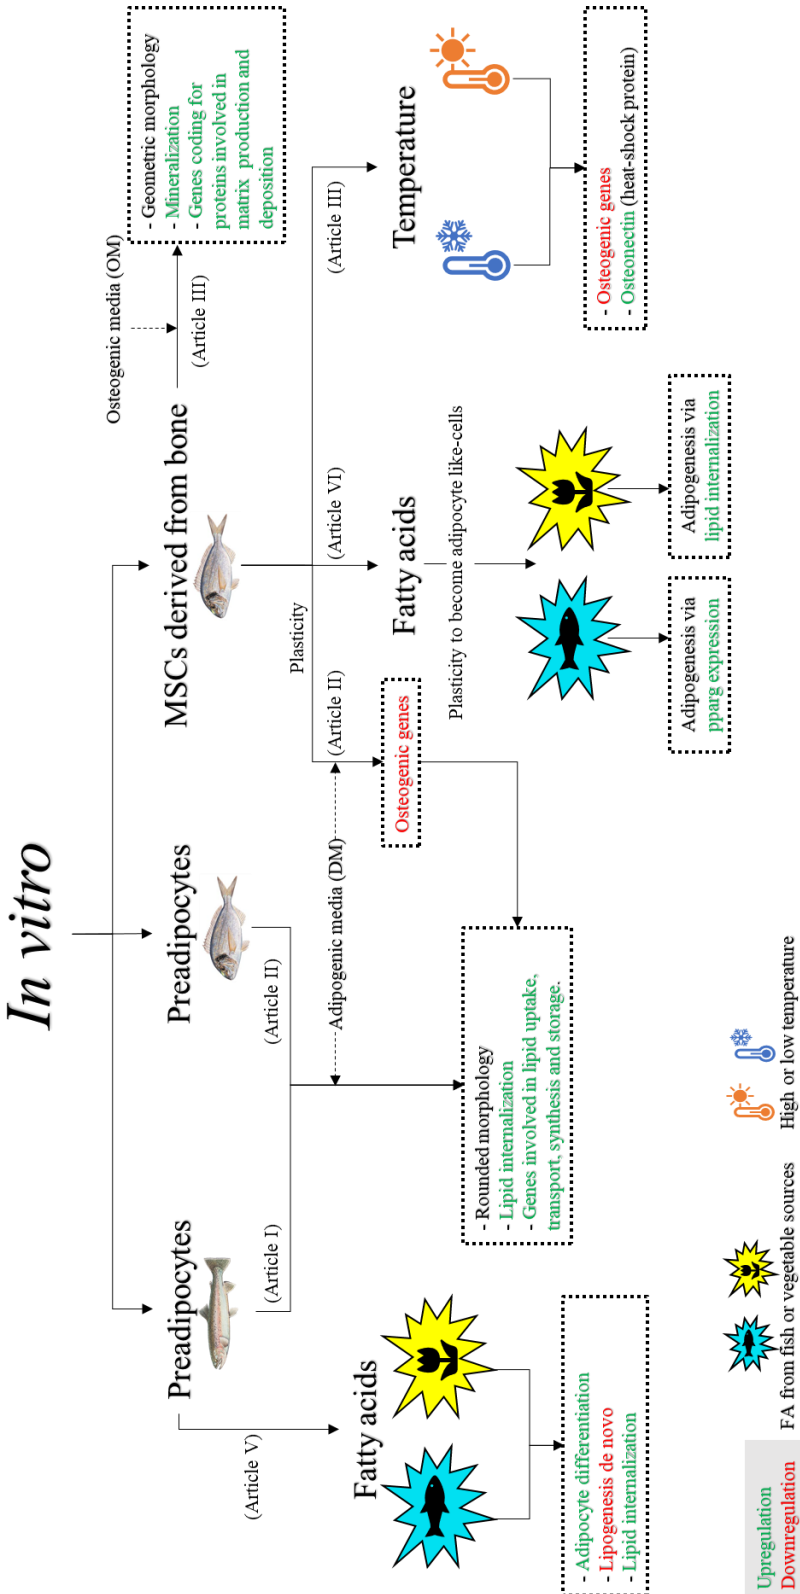 In vitro
Preadipocytes
Preadipocytes
MSCs derived from bone
Osteogenic media (OM)
(Article III)
- Geometric morphology
- Mineralization
- Genes coding for
proteins involved in
matrix production and
deposition
(Article V)
(Article I)
(Article II)
Adipogenic media (DM)
Plasticity
(Article II)
(Article VI)
(Article III)
Fatty acids
Osteogenic genes
Fatty acids
Plasticity to become adipocyte like-cells
Temperature
- Adipocyte differentiation
- Lipogenesis de novo
- Lipid internalization
- Rounded morphology
- Lipid internalization
- Genes involved in lipid uptake,
transport, synthesis and storage.
Adipogenesis via
pparg expression
Adipogenesis via
lipid internalization
- Osteogenic genes
- Osteonectin (heat-shock protein)
Upregulation
Downregulation
FA from fish or vegetable sources
High or low temperature